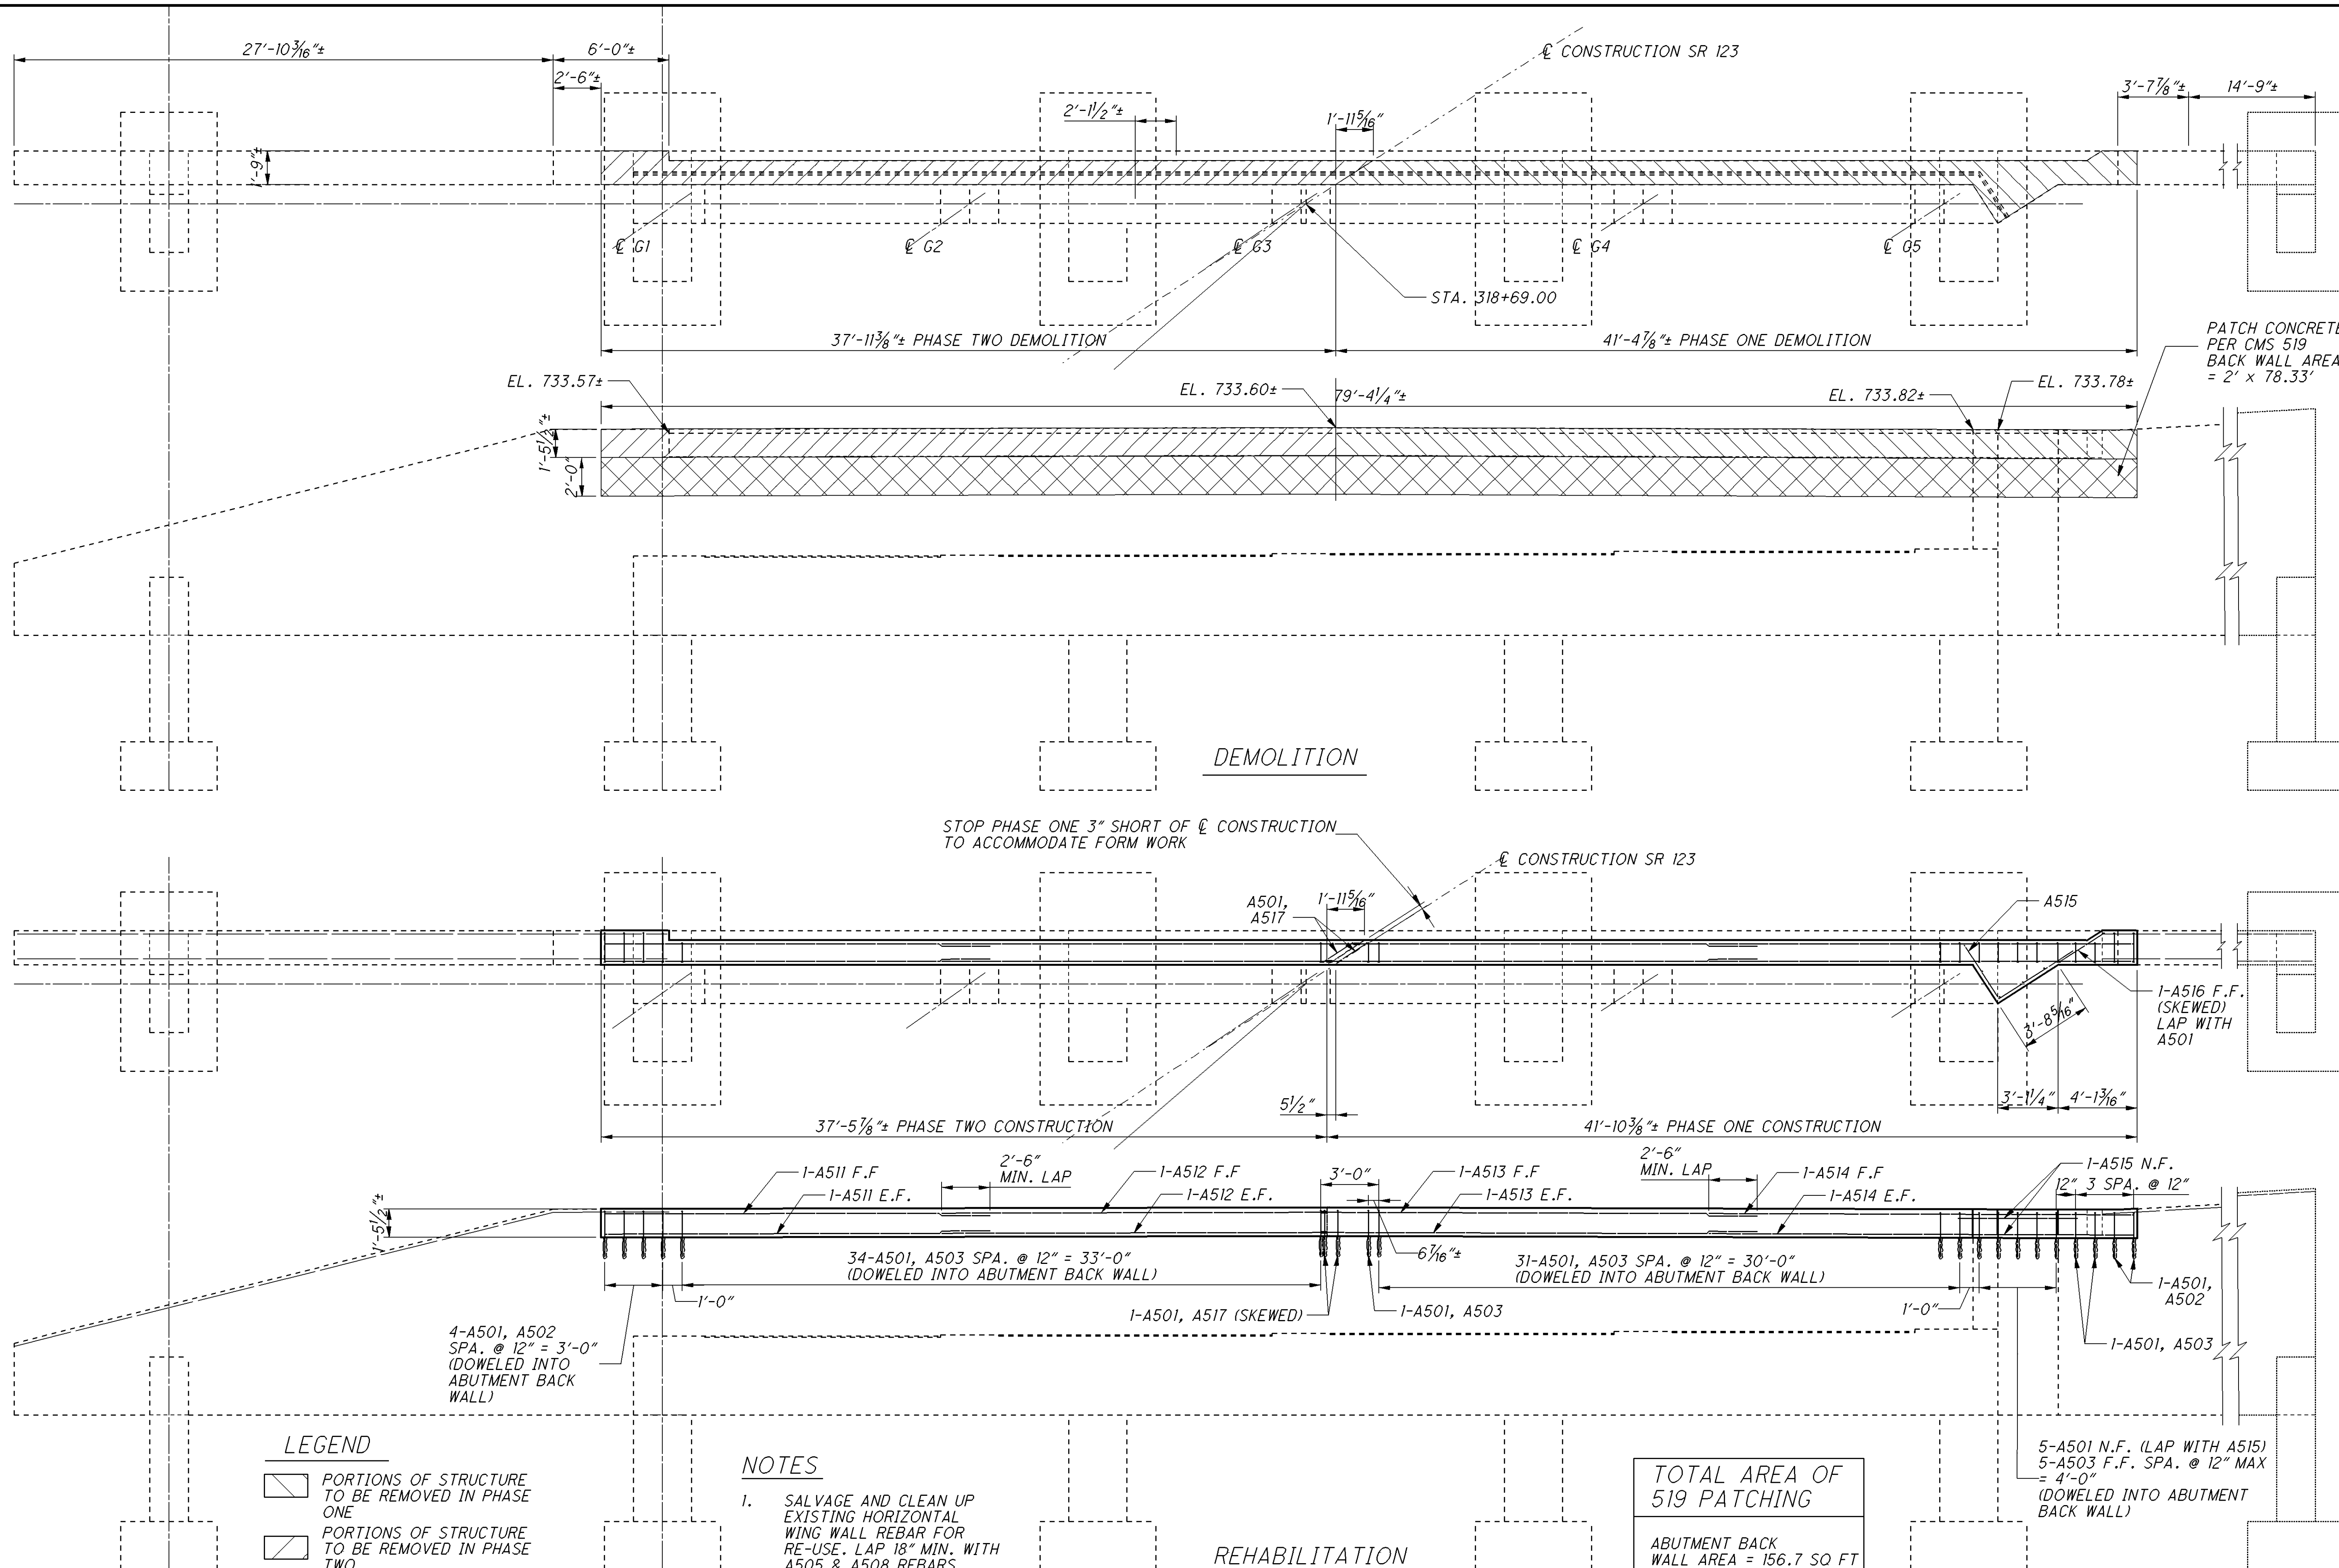 27'-10 3/16"±
6'-0"±
2'-6"±
1'-9"±
2'-1 1/2"±
1'-11 5/16"
℄ CONSTRUCTION SR 123
3'-7 7/8"±
14'-9"±
℄ G1
℄ G2
℄ G3
℄ G4
℄ G5
STA. 318+69.00
37'-11 3/8"± PHASE TWO DEMOLITION
41'-4 7/8"± PHASE ONE DEMOLITION
PATCH CONCRETE
PER CMS 519
BACK WALL AREA
= 2' x 78.33'
EL. 733.57±
EL. 733.60±
79'-4 1/4"±
EL. 733.82±
EL. 733.78±
1'-5 1/2"±
2'-0"
DEMOLITION
STOP PHASE ONE 3" SHORT OF ℄ CONSTRUCTION
TO ACCOMMODATE FORM WORK
℄ CONSTRUCTION SR 123
A501,
A517
1'-11 5/16"
A515
1-A516 F.F.
(SKEWED)
LAP WITH
A501
3'-8 5/16"
5 1/2"
3'-1 1/4"
4'-1 3/16"
37'-5 7/8"± PHASE TWO CONSTRUCTION
41'-10 3/8"± PHASE ONE CONSTRUCTION
1'-5 1/2"±
1-A511 F.F
1-A511 E.F.
2'-6"
MIN. LAP
1-A512 F.F
1-A512 E.F.
3'-0"
1-A513 F.F
1-A513 E.F.
2'-6"
MIN. LAP
1-A514 F.F
1-A514 E.F.
1-A515 N.F.
12"
3 SPA. @ 12"
34-A501, A503 SPA. @ 12" = 33'-0"
(DOWELED INTO ABUTMENT BACK WALL)
6 7/16"±
31-A501, A503 SPA. @ 12" = 30'-0"
(DOWELED INTO ABUTMENT BACK WALL)
1'-0"
1-A501, A517 (SKEWED)
1-A501, A503
1'-0"
1-A501,
A502
1-A501, A503
4-A501, A502
SPA. @ 12" = 3'-0"
(DOWELED INTO
ABUTMENT BACK
WALL)
5-A501 N.F. (LAP WITH A515)
5-A503 F.F. SPA. @ 12" MAX
= 4'-0"
(DOWELED INTO ABUTMENT
BACK WALL)
LEGEND
PORTIONS OF STRUCTURE
TO BE REMOVED IN PHASE
ONE
PORTIONS OF STRUCTURE
TO BE REMOVED IN PHASE
TWO
NOTES
1. SALVAGE AND CLEAN UP
EXISTING HORIZONTAL
WING WALL REBAR FOR
RE-USE. LAP 18" MIN. WITH
A505 & A508 REBARS
REHABILITATION
TOTAL AREA OF
519 PATCHING
ABUTMENT BACK
WALL AREA = 156.7 SQ FT